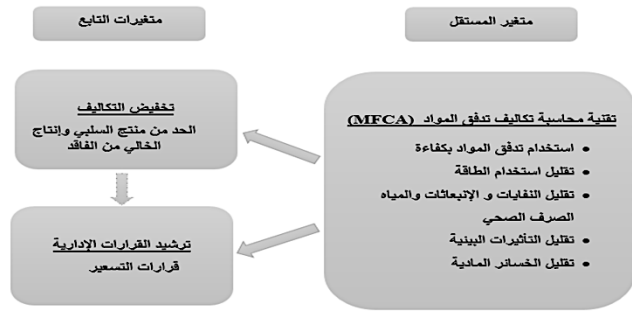 متغير المستقل
متغيرات التابع
تقنية محاسبة تكاليف تدفق المواد (MFCA)
• استخدام تدفق المواد بكفاءة
• تقليل استخدام الطاقة
• تقليل النفايات و الإنبعاثات والمياه
الصرف الصحي
• تقليل التأثيرات البيئية
• تقليل الخسائر المادية
تخفيض التكاليف
الحد من منتج السلبي وإنتاج
الخالي من الفاقد
ترشيد القرارات الإدارية
قرارات التسعير